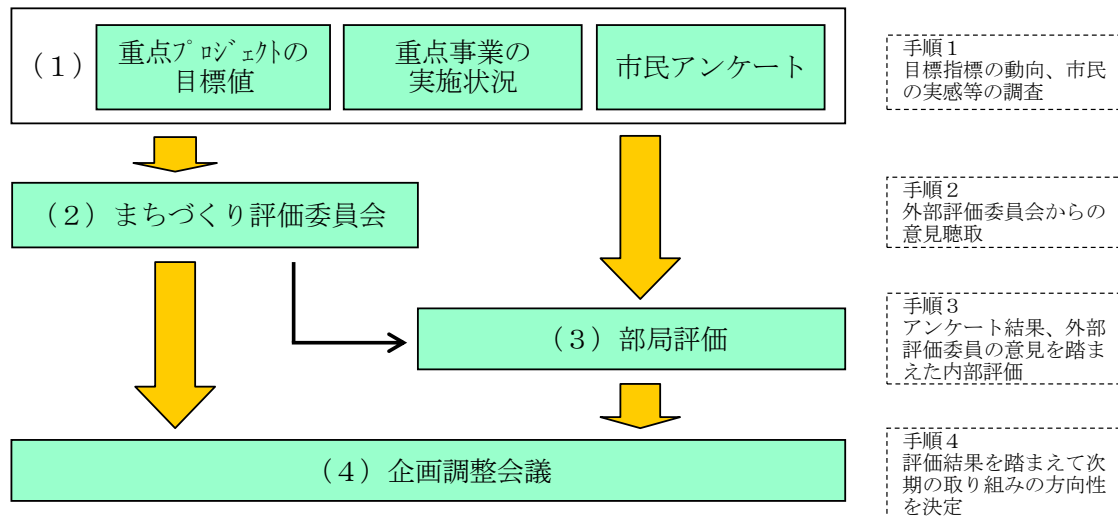 (1)
重点ﾌﾟﾛｼﾞｪｸﾄの
目標値
重点事業の
実施状況
市民アンケート
手順1
目標指標の動向、市民
の実感等の調査
(2)まちづくり評価委員会
手順2
外部評価委員会からの
意見聴取
(3)部局評価
手順3
アンケート結果、外部
評価委員の意見を踏ま
えた内部評価
(4)企画調整会議
手順4
評価結果を踏まえて次
期の取り組みの方向性
を決定